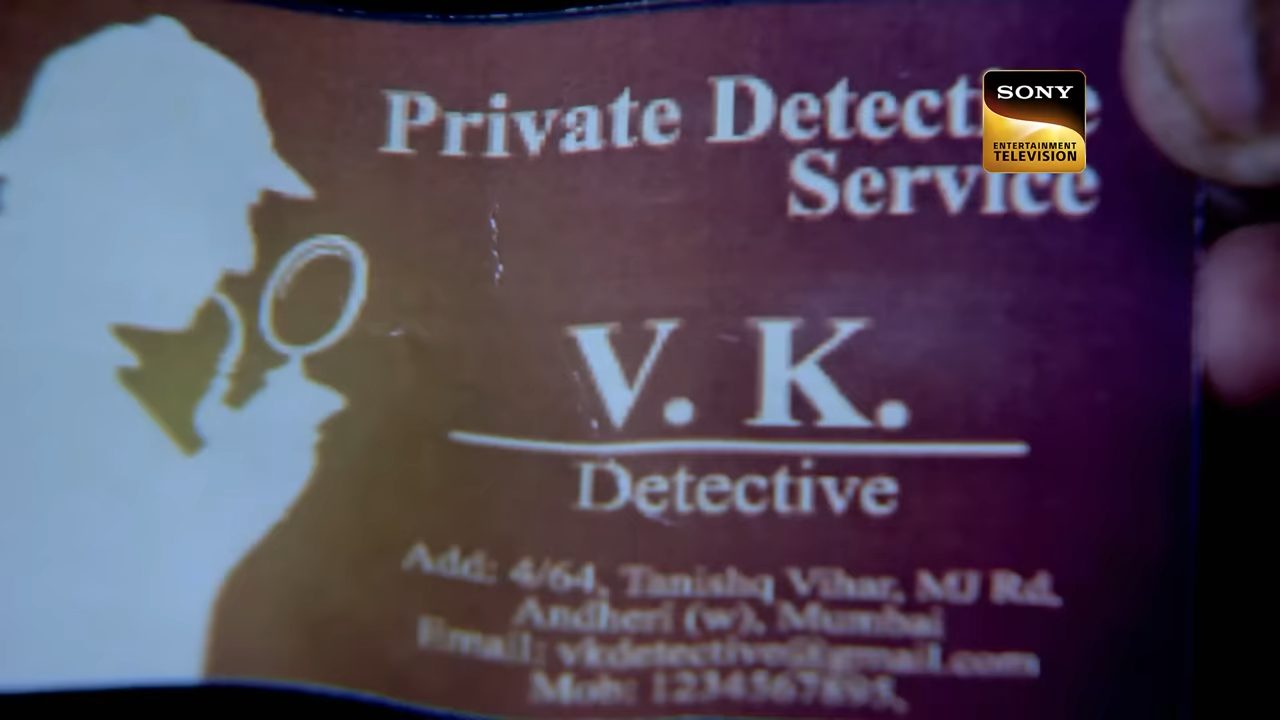 Private Detective
Service
SONY
ENTERTAINMENT
TELEVISION
V. K.
Detective
Add: 4/64, Tanishq Vihar, MJ Rd.
Andheri (w), Mumbai
Email: vkdetective@gmail.com
Mob: 1234567895,